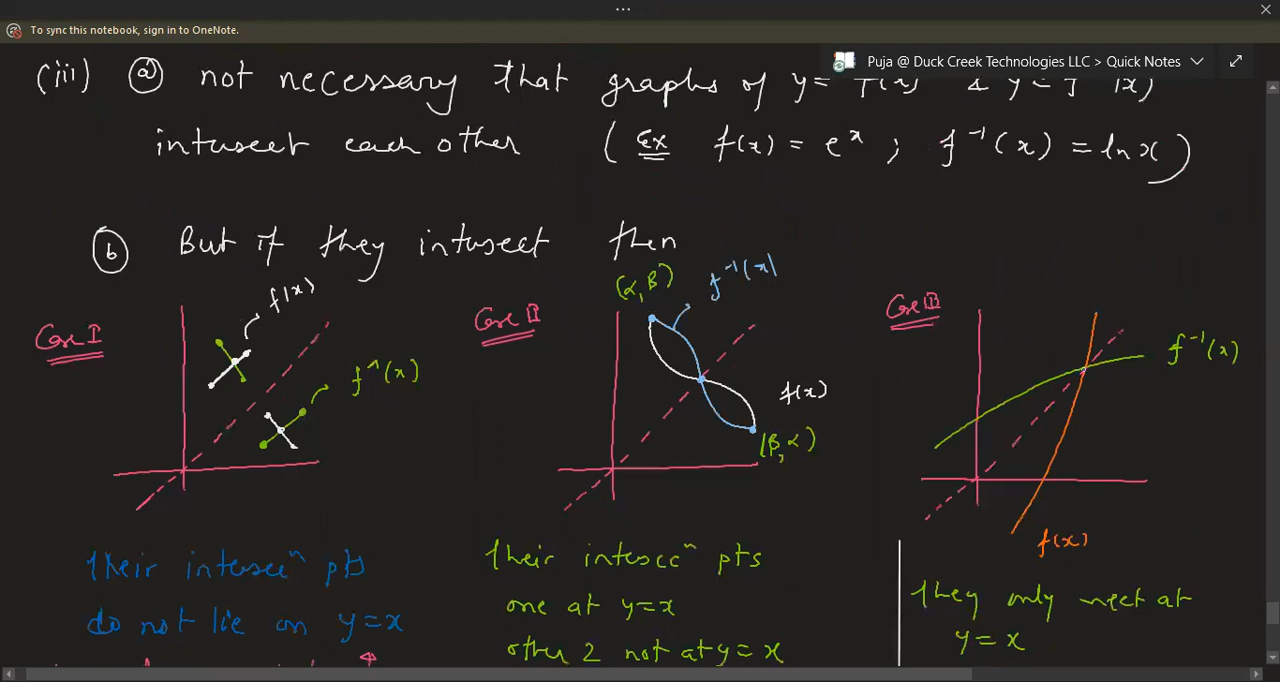 ...
To sync this notebook, sign in to OneNote.
Puja @ Duck Creek Technologies LLC > Quick Notes
(iii) (a) not necessary that graphs of y = f(x) & y = f (x)
intersect each other ( Ex f(x) = eˣ ; f⁻¹(x) = ln x )
(b) But if they intersect then
Case I
f(x)
f⁻¹(x)
Case II
(α, β)
f⁻¹(x)
f(x)
(β, α)
Case III
f⁻¹(x)
f(x)
their intersecⁿ pts
do not lie on y = x
their intersecⁿ pts
one at y = x
other 2 not at y = x
they only meet at
y = x